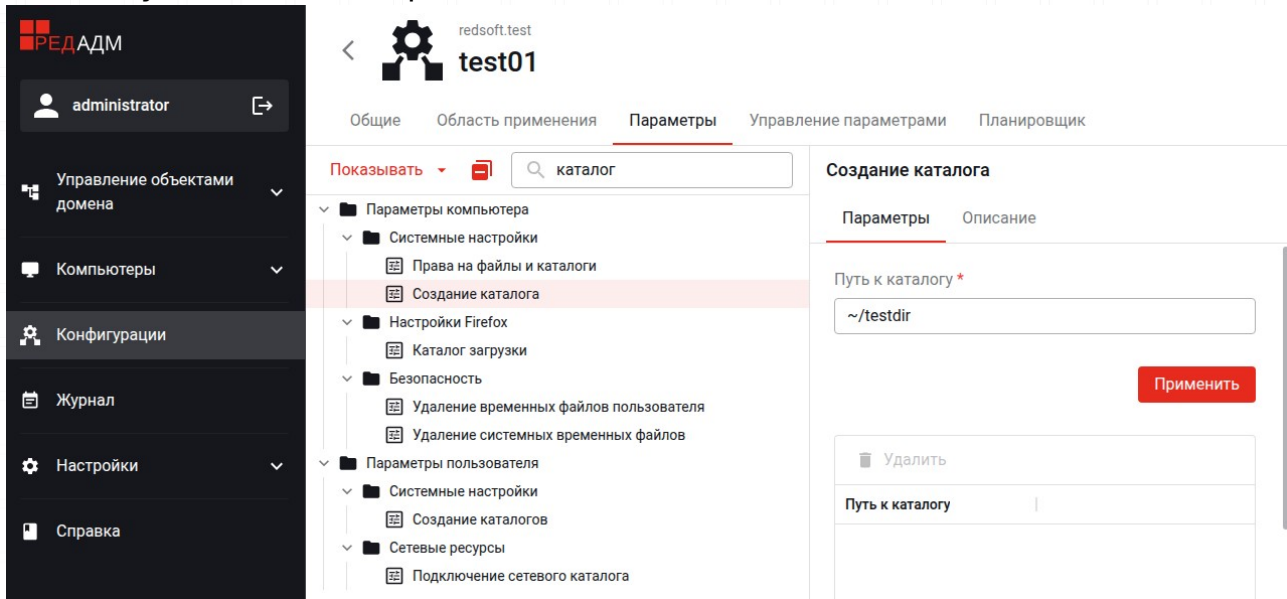 РЕДАДМ
administrator
Управление объектами
домена
Компьютеры
Конфигурации
Журнал
Настройки
Справка
redsoft.test
test01
Общие Область применения Параметры Управление параметрами Планировщик
Показывать каталог
Параметры компьютера
Системные настройки
Права на файлы и каталоги
Создание каталога
Настройки Firefox
Каталог загрузки
Безопасность
Удаление временных файлов пользователя
Удаление системных временных файлов
Параметры пользователя
Системные настройки
Создание каталогов
Сетевые ресурсы
Подключение сетевого каталога
Создание каталога
Параметры Описание
Путь к каталогу *
~/testdir
Применить
Удалить
Путь к каталогу